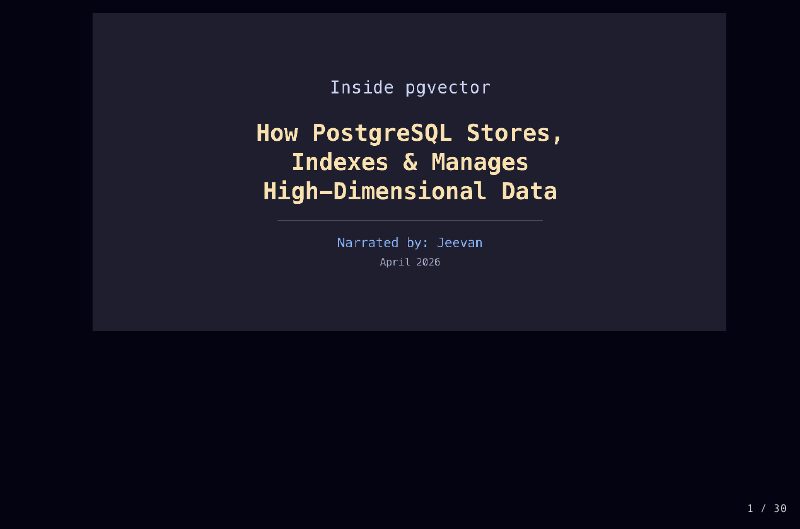 Inside pgvector
How PostgreSQL Stores,
Indexes & Manages
High-Dimensional Data
Narrated by: Jeevan
April 2026
1 / 30